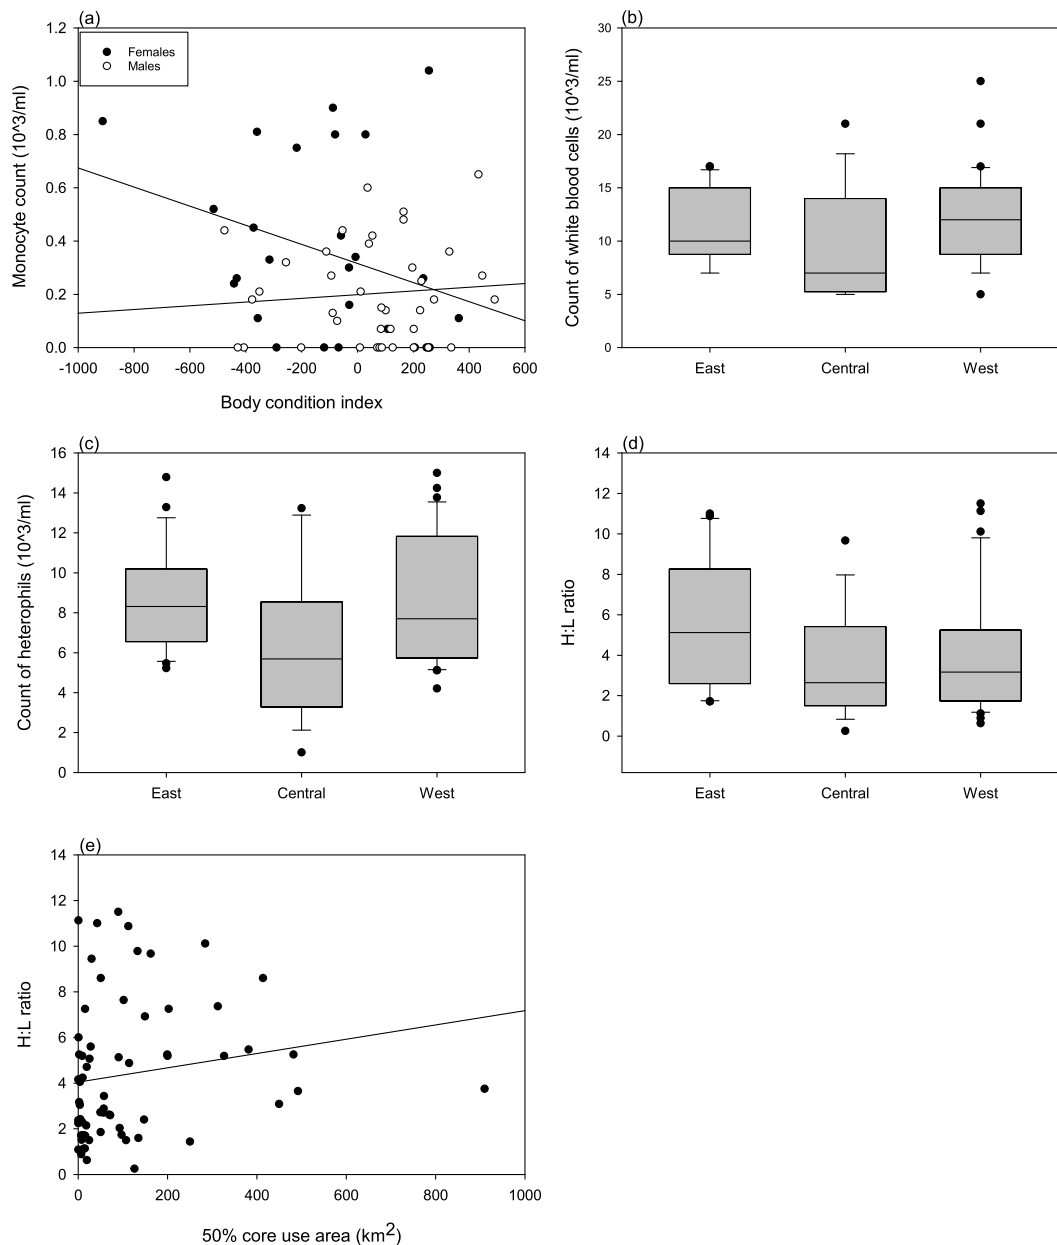 (a)
Females
Males
1.2
1.0
0.8
0.6
0.4
0.2
0.0
Monocyte count (10^3/ml)
-1000 -800 -600 -400 -200 0 200 400 600
Body condition index
(b)
30
25
20
15
10
5
0
Count of white blood cells (10^3/ml)
East Central West
(c)
16
14
12
10
8
6
4
2
0
Count of heterophils (10^3/ml)
East Central West
(d)
14
12
10
8
6
4
2
0
H:L ratio
East Central West
(e)
14
12
10
8
6
4
2
0
H:L ratio
0 200 400 600 800 1000
50% core use area (km2)